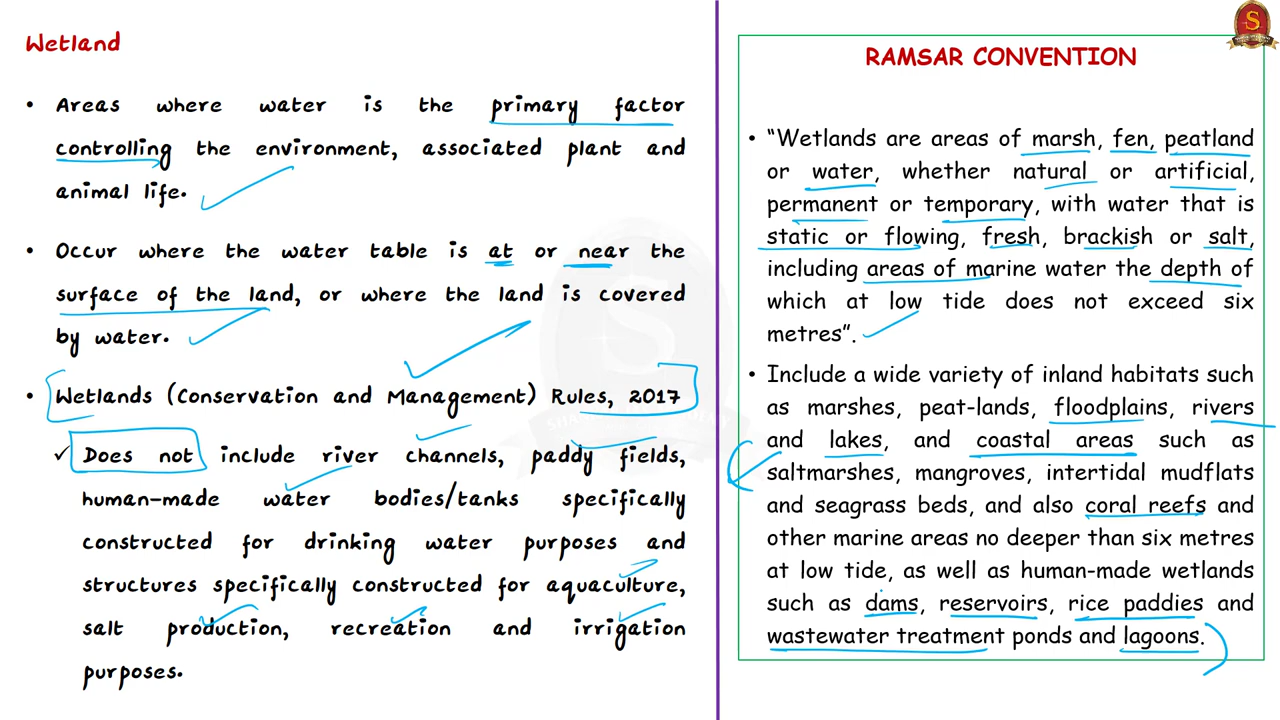 Wetland
• Areas where water is the primary factor
controlling the environment, associated plant and
animal life.
• Occur where the water table is at or near the
surface of the land, or where the land is covered
by water.
• Wetlands (Conservation and Management) Rules, 2017
✓ Does not include river channels, paddy fields,
human-made water bodies/tanks specifically
constructed for drinking water purposes and
structures specifically constructed for aquaculture,
salt production, recreation and irrigation
purposes.
RAMSAR CONVENTION
• “Wetlands are areas of marsh, fen, peatland
or water, whether natural or artificial,
permanent or temporary, with water that is
static or flowing, fresh, brackish or salt,
including areas of marine water the depth of
which at low tide does not exceed six
metres”.
• Include a wide variety of inland habitats such
as marshes, peat-lands, floodplains, rivers
and lakes, and coastal areas such as
saltmarshes, mangroves, intertidal mudflats
and seagrass beds, and also coral reefs and
other marine areas no deeper than six metres
at low tide, as well as human-made wetlands
such as dams, reservoirs, rice paddies and
wastewater treatment ponds and lagoons.